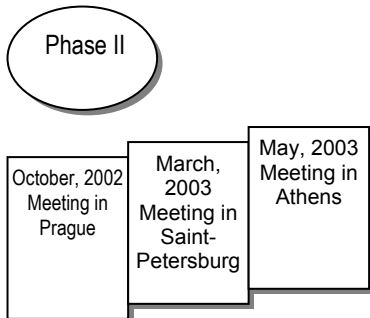 Phase II
October, 2002
Meeting in
Prague
March,
2003
Meeting in
Saint-
Petersburg
May, 2003
Meeting in
Athens